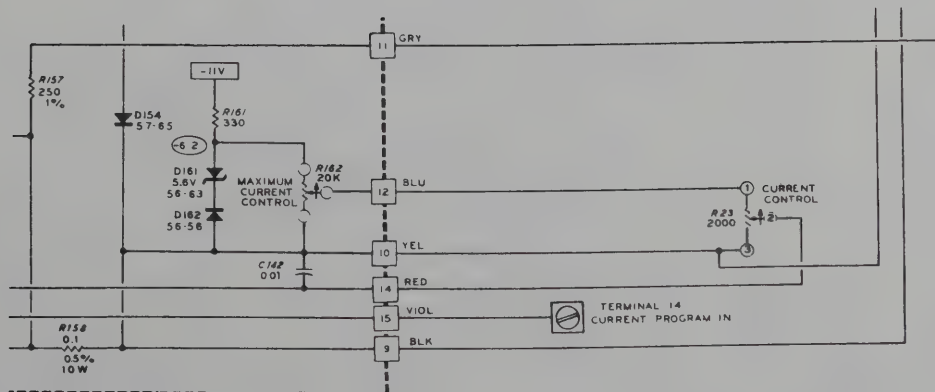 11
GRY
-11V
R157
250
1%
R161
330
D154
57-65
-6.2
D161
5.6V
56-63
R162
20K
MAXIMUM
CURRENT
CONTROL
12
BLU
1
CURRENT
CONTROL
D162
56-56
R23
2000
2
10
YEL
3
C142
0.01
14
RED
15
VIOL
TERMINAL 14
CURRENT PROGRAM IN
R158
0.1
0.5%
10W
9
BLK